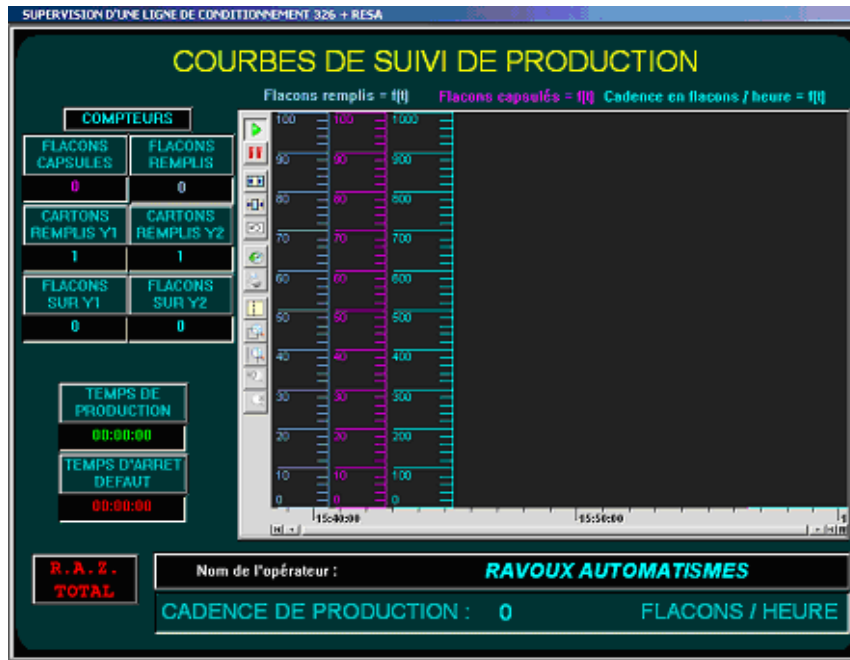 SUPERVISION D'UNE LIGNE DE CONDITIONNEMENT 326 + RESA
COURBES DE SUIVI DE PRODUCTION
Flacons remplis = f(t) Flacons capsulés = f(t) Cadence en flacons / heure = f(t)
COMPTEURS
FLACONS CAPSULES
FLACONS REMPLIS
0 0
CARTONS REMPLIS Y1
CARTONS REMPLIS Y2
1 1
FLACONS SUR Y1
FLACONS SUR Y2
0 0
TEMPS DE PRODUCTION
00:00:00
TEMPS D'ARRET DEFAUT
00:00:00
100 100 1000
90 90 900
80 80 800
70 70 700
60 60 600
50 50 500
40 40 400
30 30 300
20 20 200
10 10 100
0 0 0
15:40:00 15:50:00
R.A.Z. TOTAL
Nom de l'opérateur : RAVOUX AUTOMATISMES
CADENCE DE PRODUCTION : 0 FLACONS / HEURE